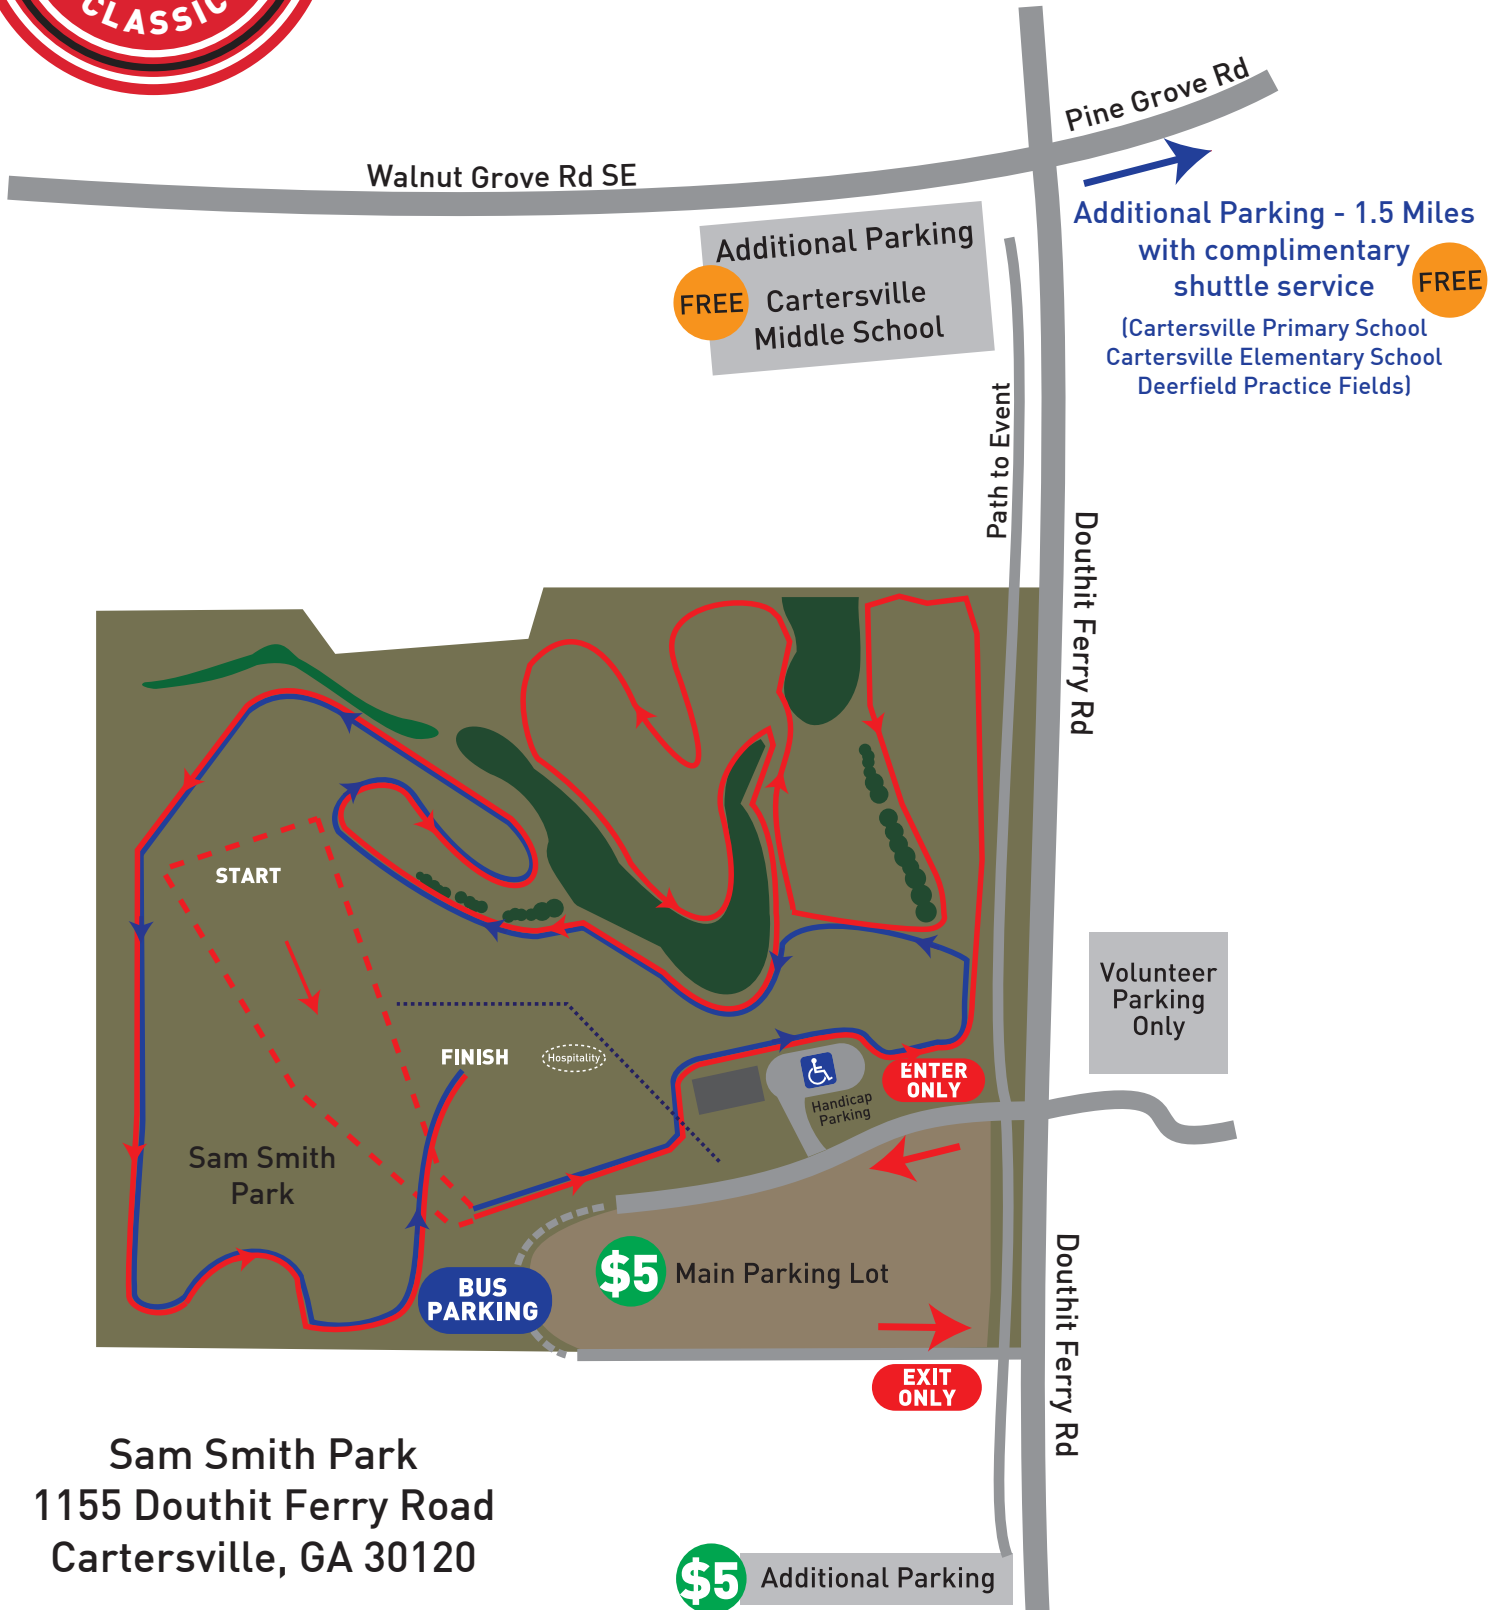 CLASSIC
Pine Grove Rd
Walnut Grove Rd SE
Additional Parking
FREE
Cartersville
Middle School
Additional Parking - 1.5 Miles
with complimentary
shuttle service
FREE
(Cartersville Primary School
Cartersville Elementary School
Deerfield Practice Fields)
Path to Event
Douthit Ferry Rd
START
Volunteer
Parking
Only
FINISH
Hospitality
ENTER
ONLY
Handicap
Parking
Sam Smith
Park
$5 Main Parking Lot
BUS
PARKING
EXIT
ONLY
Douthit Ferry Rd
Sam Smith Park
1155 Douthit Ferry Road
Cartersville, GA 30120
$5 Additional Parking